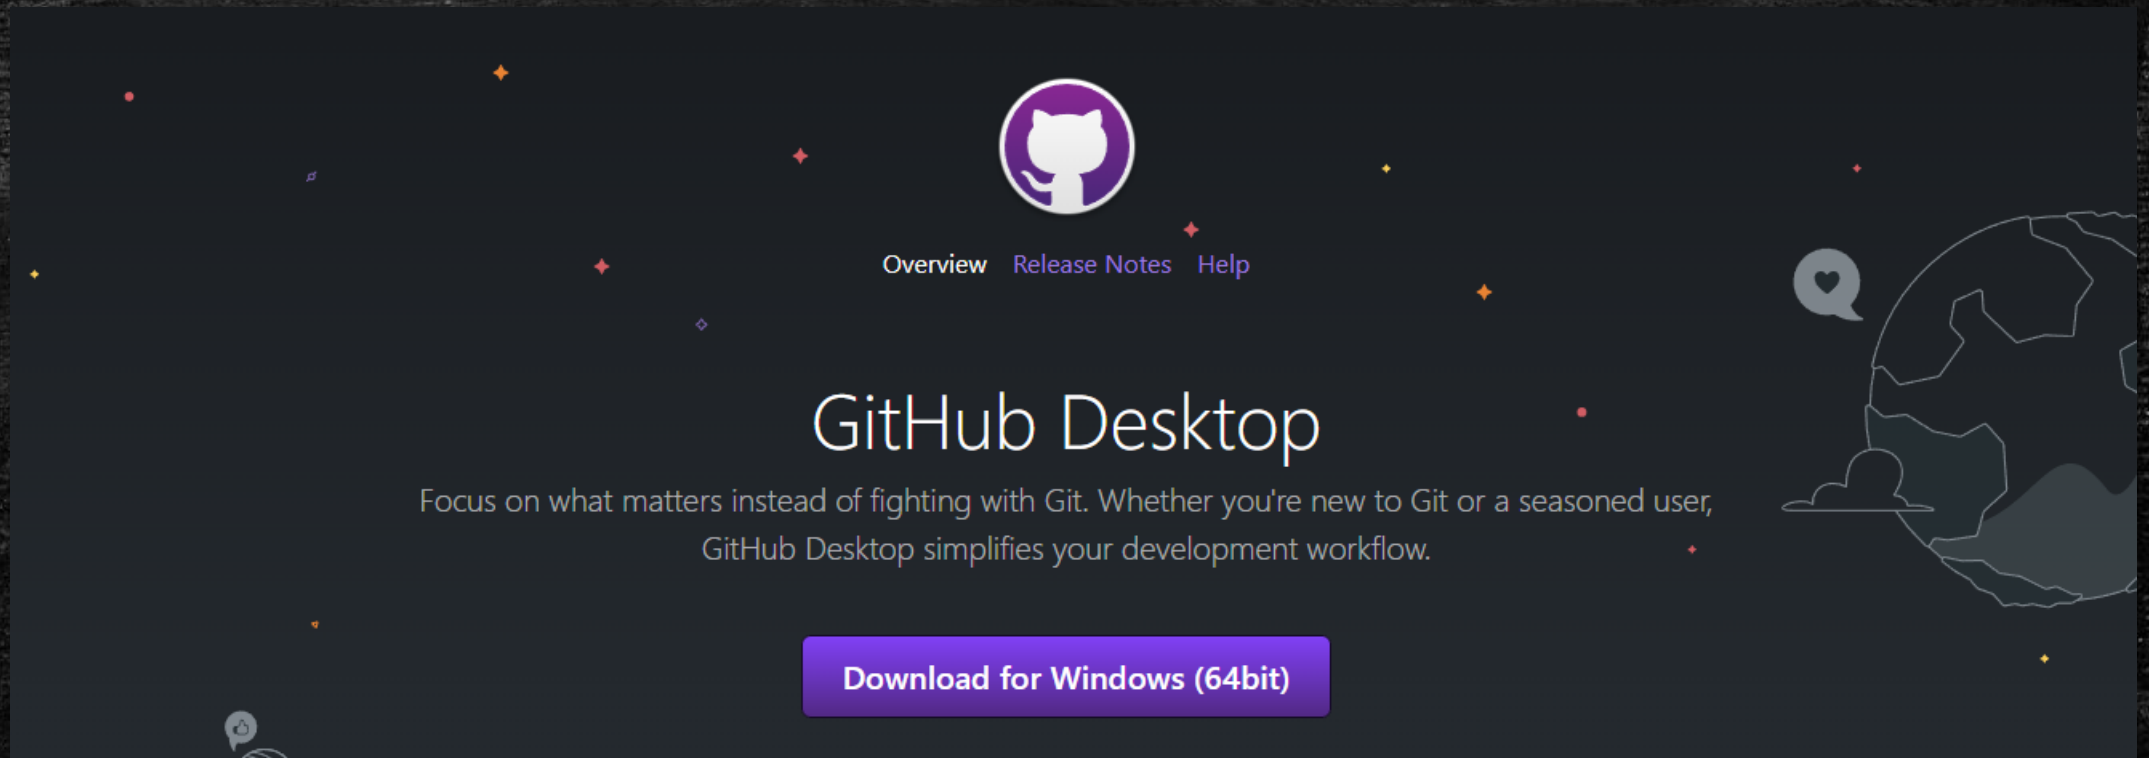 Overview Release Notes Help
GitHub Desktop
Focus on what matters instead of fighting with Git. Whether you're new to Git or a seasoned user,
GitHub Desktop simplifies your development workflow.
Download for Windows (64bit)